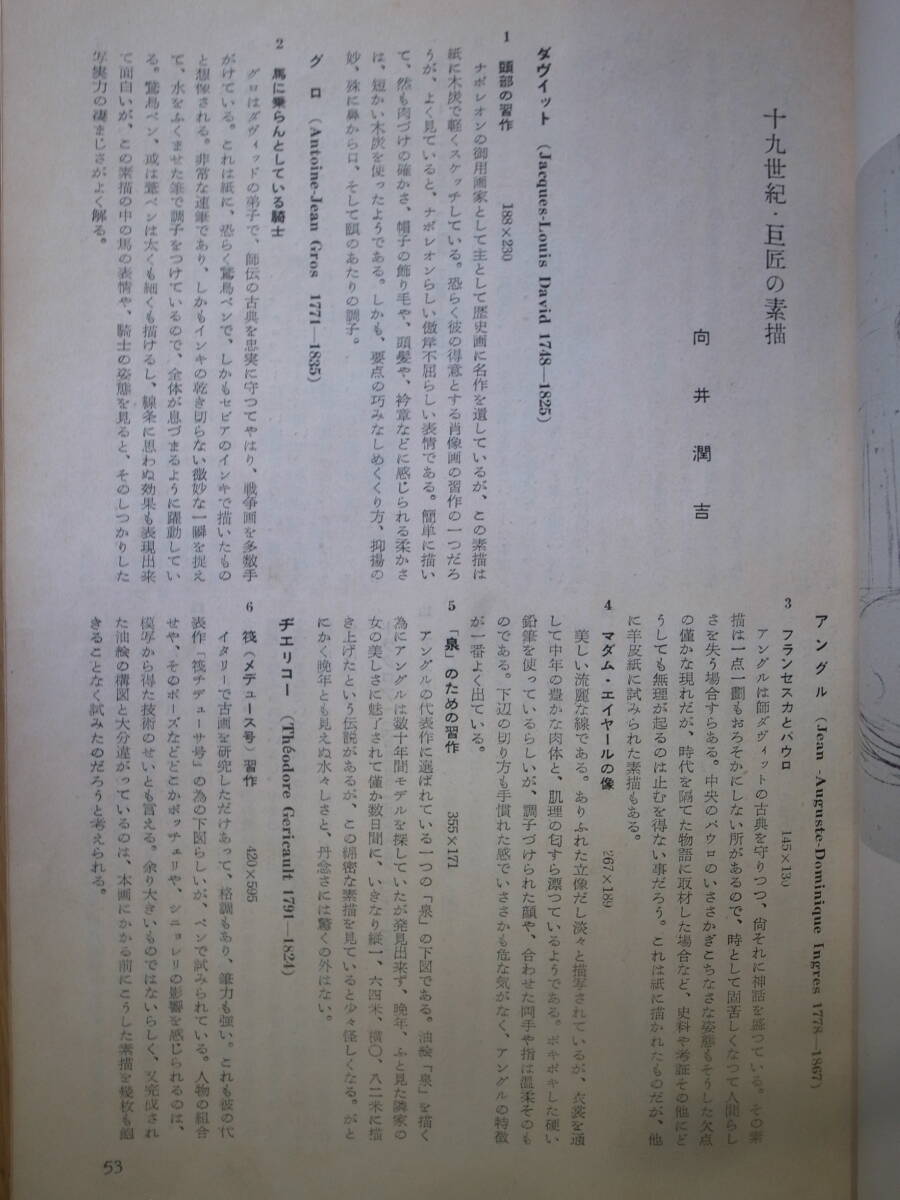 十九世紀・巨匠の素描
向井潤吉
ダヴイット (Jacques-Louis David 1748—1825)
1 頭部の習作 188×230
ナポレオンの御用画家として主として歴史画に名作を遺しているが、この素描は
紙に木炭で軽くスケッチしている。恐らく彼の得意とする肖像画の習作の一つだろ
うが、よく見ていると、ナポレオンらしい傲岸不屈らしい表情である。簡単に描い
て、然も肉づけの確かさ、帽子の飾り毛や、頭髪や、衿章などに感じられる柔かさ
は、短かい木炭を使つたようである。しかも、要点の巧みなしめくくり方、抑揚の
妙、殊に鼻から口、そして頤のあたりの調子。
グロ (Antoine-Jean Gros 1771—1835)
2 馬に乗らんとしている騎士
グロはダヴィッドの弟子で、師伝の古典を忠実に守つてやはり、戦争画を多数手
がけている。これは紙に、恐らく鵞鳥ペンで、しかもセピアのインキで描いたもの
と想像される。非常な速筆であり、しかもインキの乾き切らない微妙な一瞬を捉え
て、水をふくませた筆で調子をつけているので、全体が息づまるように躍動してい
る。鵞鳥ペン、或は葦ペンは太くも細くも描けるし、線条に思わぬ効果も表現出来
て面白いが、この素描の中の馬の表情や、騎士の姿態を見ると、そのしつかりした
写実力の凄まじさがよく解る。
アングル (Jean -Auguste-Dominique Ingres 1778—1867)
3 フランセスカとパウロ 145×130
アングルは師ダヴィットの古典を守りつつ、尙それに神話を盛つている。その素
描は一点一劃もおろそかにしない所があるので、時として固苦しくなつて人間らし
さを失う場合すらある。中央のパウロのいささかぎこちなさな姿態もそうした欠点
の僅かな現れだが、時代を隔てた物語に取材した場合など、史料や考証その他にど
うしても無理が起るのは止むを得ない事だろう。これは紙に描かれたものだが、他
に羊皮紙に試みられた素描もある。
4 マダム・エイヤールの像 267×180
美しい流麗な線である。ありふれた立像だし淡々と描写されているが、衣裳を通
して中年の豊かな肉体と、肌理の匂すら漂つているようである。ポキポキした硬い
鉛筆を使っているらしいが、調子づけられた顔や、合わせた両手や指は温柔そのも
のである。下辺の切り方も手慣れた感でいささかも危な気がなく、アングルの特徴
が一番よく出ている。
5 「泉」のための習作 355×171
アングルの代表作に選ばれている一つの「泉」の下図である。油絵「泉」を描く
為にアングルは数十年間モデルを探していたが発見出来ず、晩年、ふと見た隣家の
女の美しさに魅了されて僅か数日間に、いきなり縦一、六四米、横〇、八二米に描
き上げたという伝説があるが、この綿密な素描を見ていると少々怪しくなる。がと
にかく晩年とも見えぬ水々しさと、丹念さには驚くの外はない。
ヂエリコー (Théodore Gericault 1791—1824)
6 筏(メデュース号)習作 420×595
イタリーで古画を研究しただけあって、格調もあり、筆力も強い。これも彼の代
表作「筏チデューサ号」の為の下図らしいが、ペンで試みられている。人物の組合
せや、そのポーズなどどこかボッチェリや、シニョレリの影響を感じられるのは、
模写から得た技術のせいとも言える。余り大きいものではないらしく、又完成され
た油絵の構図と大分違がっているのは、本画にかかる前にこうした素描を幾枚も飽
きることなく試みたのだろうと考えられる。
53